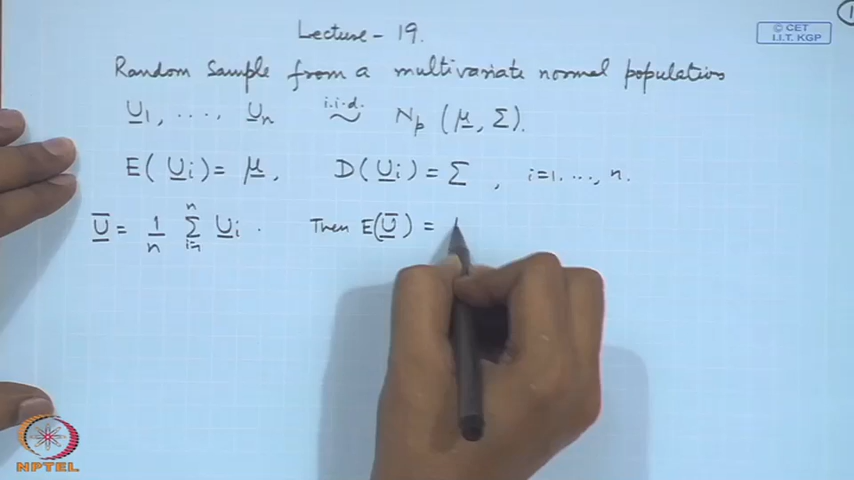 Lecture - 19.
© CET
I.I.T. KGP
Random Sample from a multivariate normal population
U1, ...., Un i.i.d. ~ Np (μ, Σ).
E(Ui) = μ, D(Ui) = Σ, i=1, ..., n.
Ū = 1/n Σ i=1 n Ui . Then E(Ū) =
NPTEL